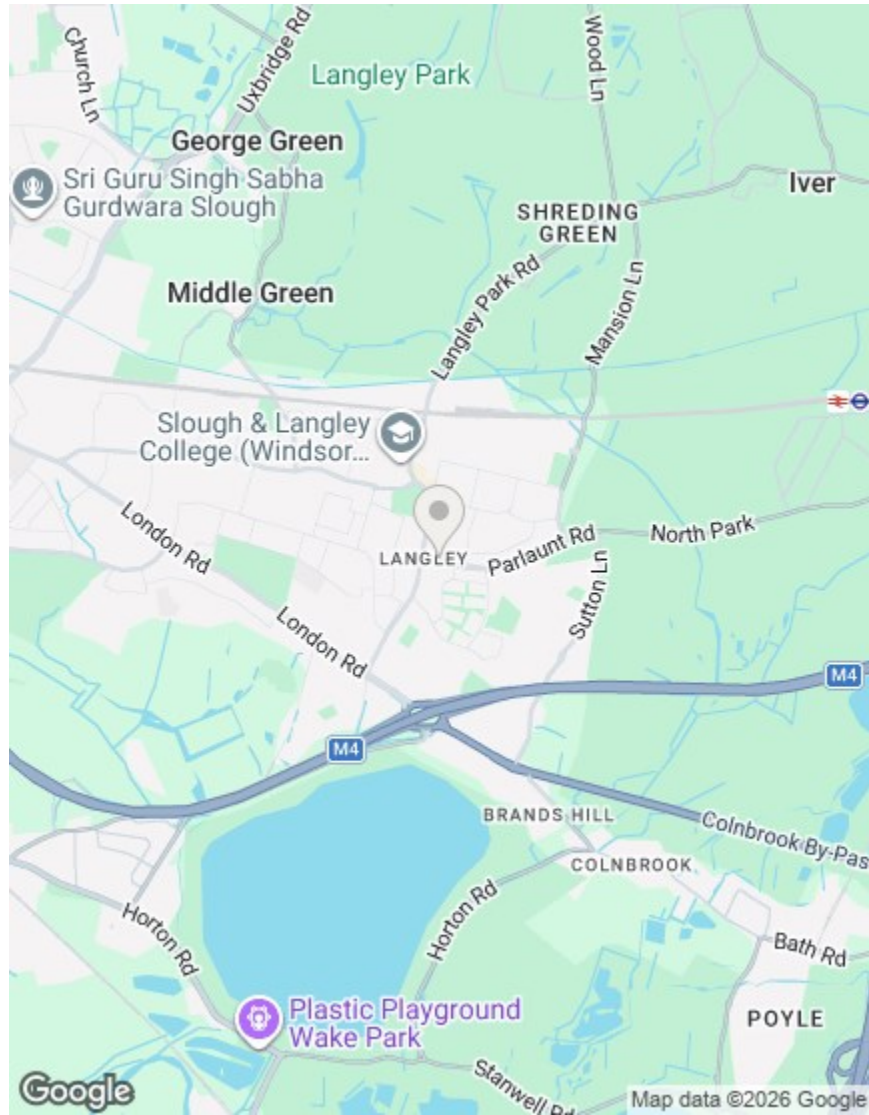 Church Ln
Uxbridge Rd
Wood Ln
Langley Park
George Green
Sri Guru Singh Sabha
Gurdwara Slough
Iver
SHREDING
GREEN
Langley Park Rd
Mansion Ln
Middle Green
Slough & Langley
College (Windsor...
London Rd
LANGLEY
Parlaunt Rd
North Park
Sutton Ln
London Rd
M4
M4
BRANDS HILL
Colnbrook By-Pas
COLNBROOK
Horton Rd
Horton Rd
Bath Rd
Plastic Playground
Wake Park
POYLE
Stanwell Rd
Google
Map data ©2026 Google